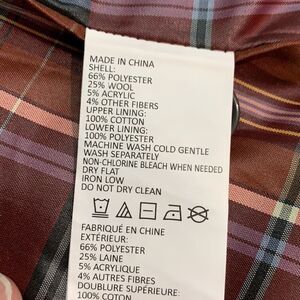 MADE IN CHINA
SHELL:
66% POLYESTER
25% WOOL
5% ACRYLIC
4% OTHER FIBERS
UPPER LINING:
100% COTTON
LOWER LINING:
100% POLYESTER
MACHINE WASH COLD GENTLE
WASH SEPARATELY
NON-CHLORINE BLEACH WHEN NEEDED
DRY FLAT
IRON LOW
DO NOT DRY CLEAN
FABRIQUÉ EN CHINE
EXTÉRIEUR:
66% POLYESTER
25% LAINE
5% ACRYLIQUE
4% AUTRES FIBRES
DOUBLURE SUPÉRIEURE:
100% COTON